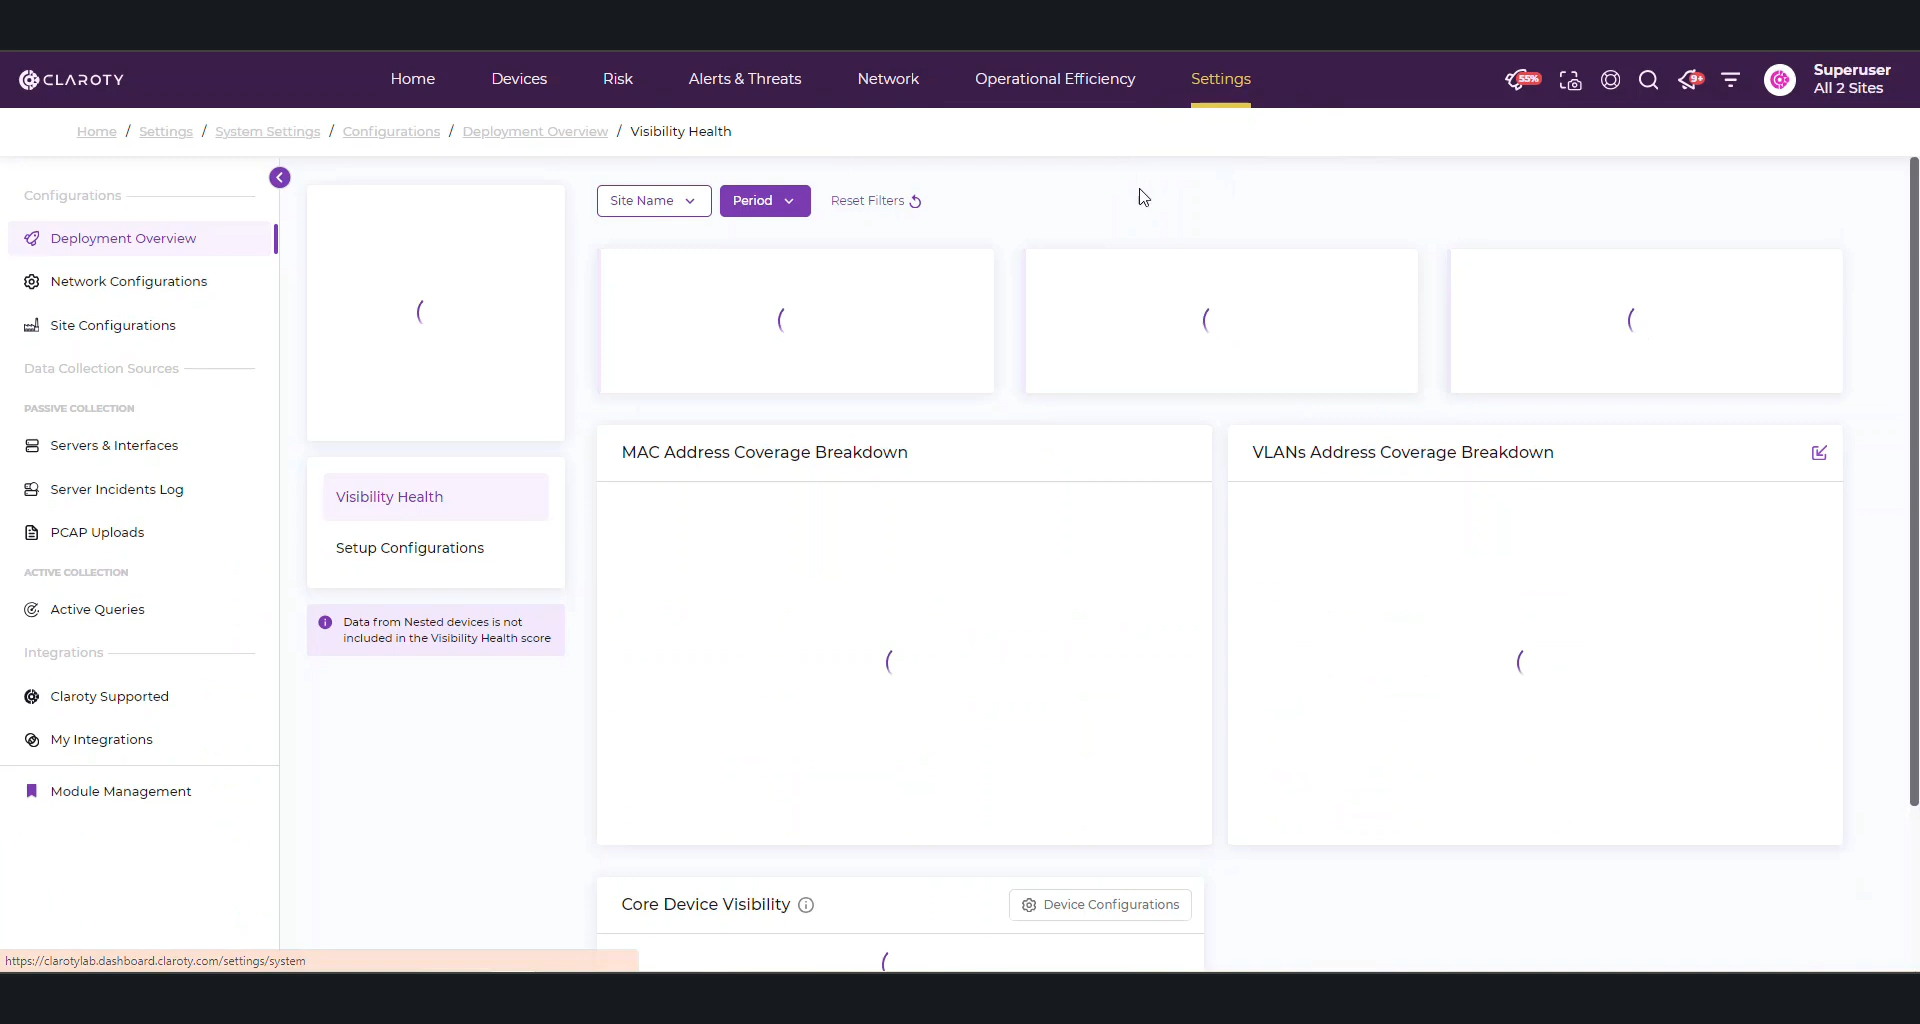 CLAROTY
Home
Devices
Risk
Alerts & Threats
Network
Operational Efficiency
Settings
55%
9+
Superuser
All 2 Sites
Home / Settings / System Settings / Configurations / Deployment Overview / Visibility Health
Configurations
Deployment Overview
Network Configurations
Site Configurations
Data Collection Sources
PASSIVE COLLECTION
Servers & Interfaces
Server Incidents Log
PCAP Uploads
ACTIVE COLLECTION
Active Queries
Integrations
Claroty Supported
My Integrations
Module Management
Visibility Health
Setup Configurations
Data from Nested devices is not
included in the Visibility Health score
Site Name
Period
Reset Filters
MAC Address Coverage Breakdown
VLANs Address Coverage Breakdown
Core Device Visibility
Device Configurations
https://clarotylab.dashboard.claroty.com/settings/system